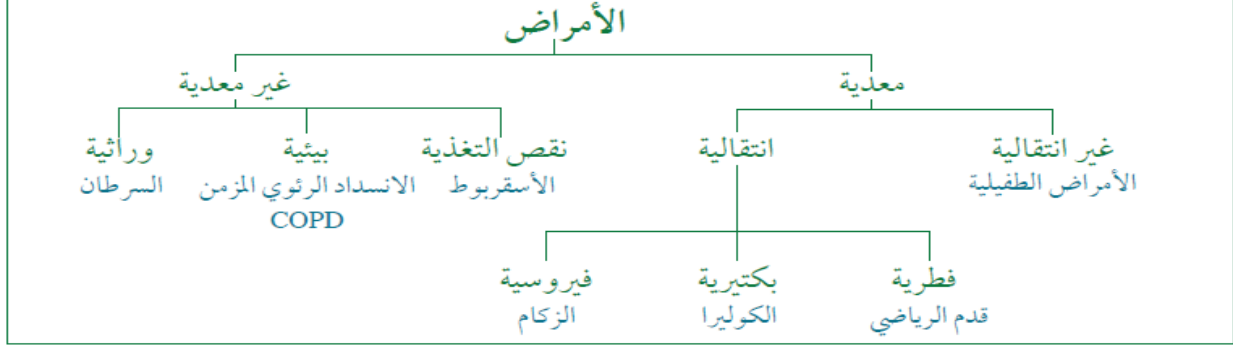 الأمراض
معدية
غير معدية
غير انتقالية
الأمراض الطفيلية
انتقالية
نقص التغذية
الأسقربوط
بيئية
الانسداد الرئوي المزمن
COPD
وراثية
السرطان
فطرية
قدم الرياضي
بكتيرية
الكوليرا
فيروسية
الزكام